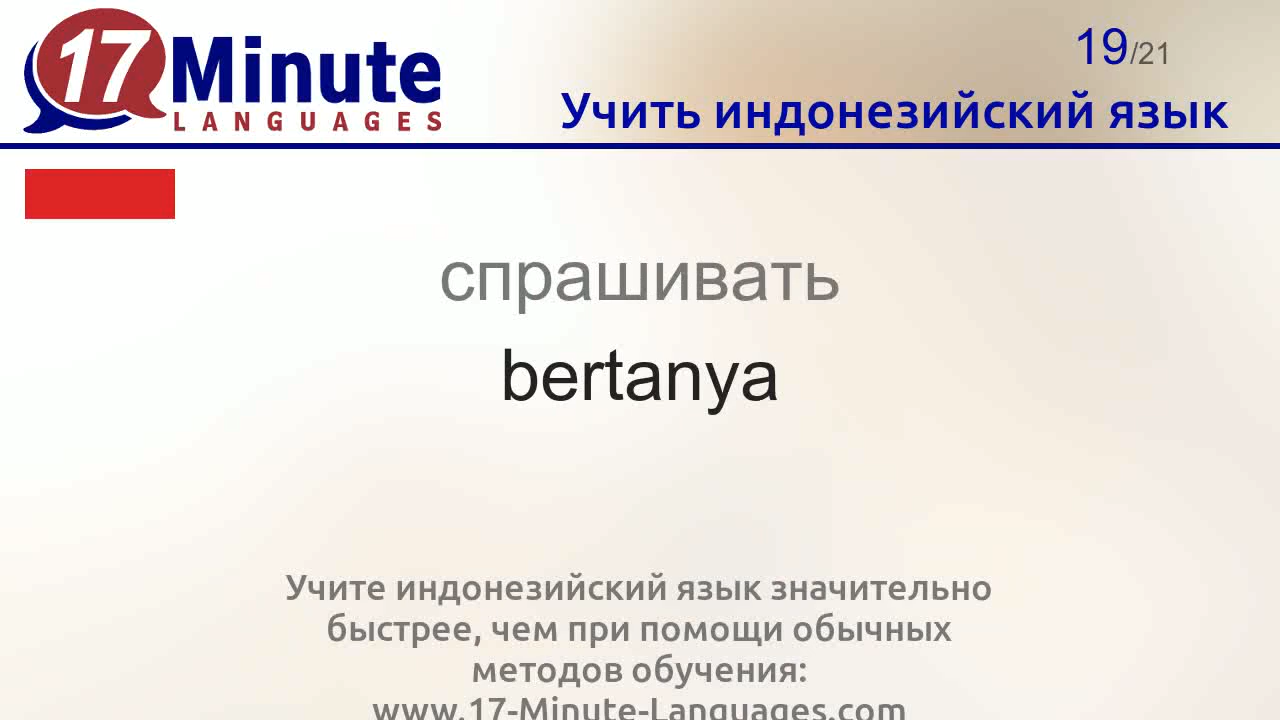 17 Minute
LANGUAGES
19/21
Учить индонезийский язык
спрашивать
bertanya
Учите индонезийский язык значительно
быстрее, чем при помощи обычных
методов обучения:
www.17-Minute-Languages.com